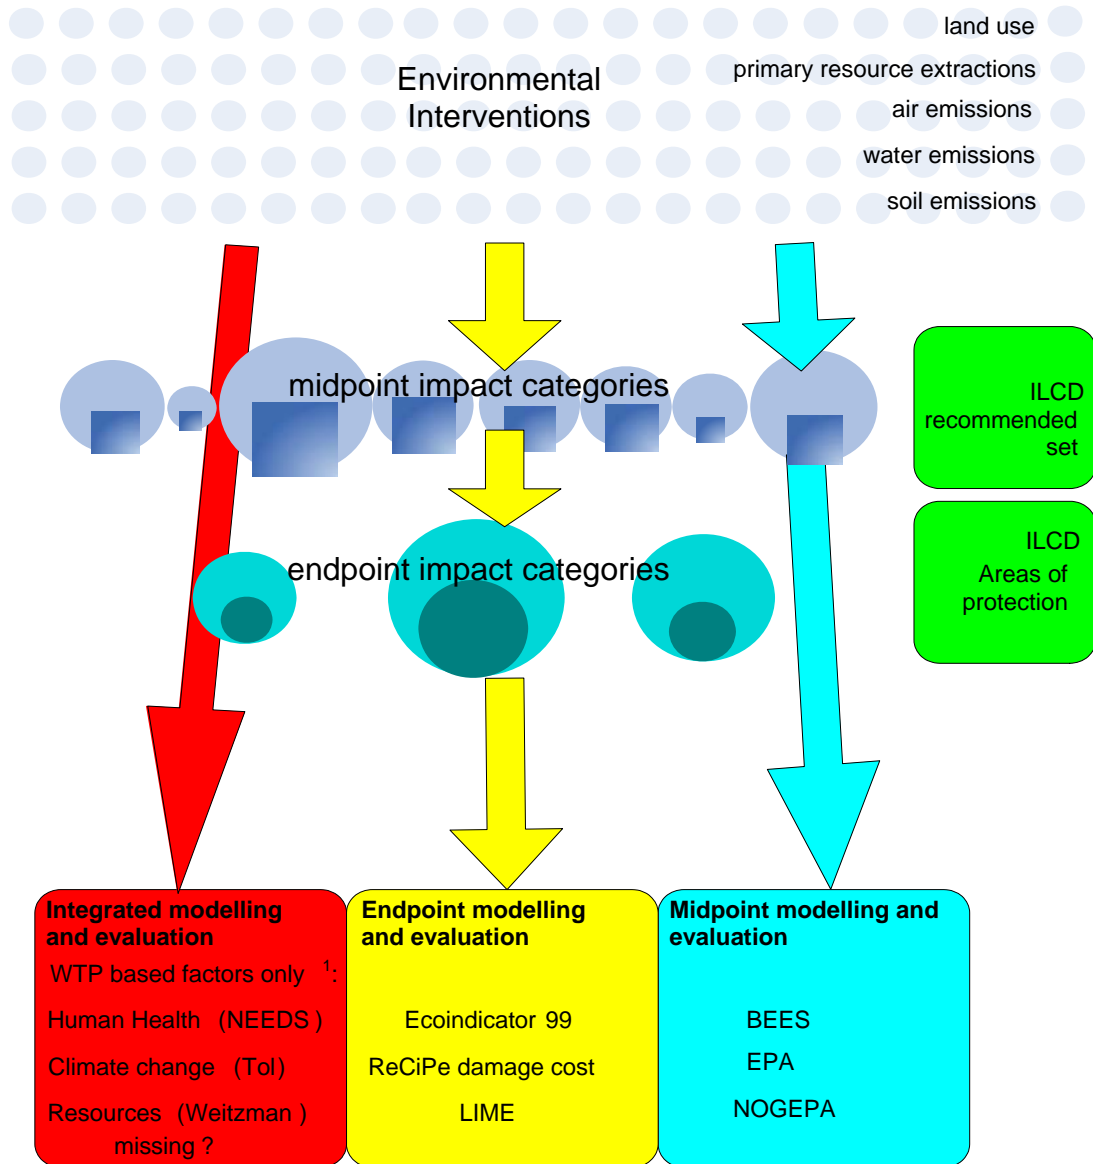 land use
primary resource extractions
Environmental
Interventions
air emissions
water emissions
soil emissions
midpoint impact categories
ILCD
recommended
set
endpoint impact categories
ILCD
Areas of
protection
Integrated modelling
and evaluation
WTP based factors only 1:
Human Health (NEEDS )
Climate change (Tol)
Resources (Weitzman )
missing ?
Endpoint modelling
and evaluation
Ecoindicator 99
ReCiPe damage cost
LIME
Midpoint modelling and
evaluation
BEES
EPA
NOGEPA